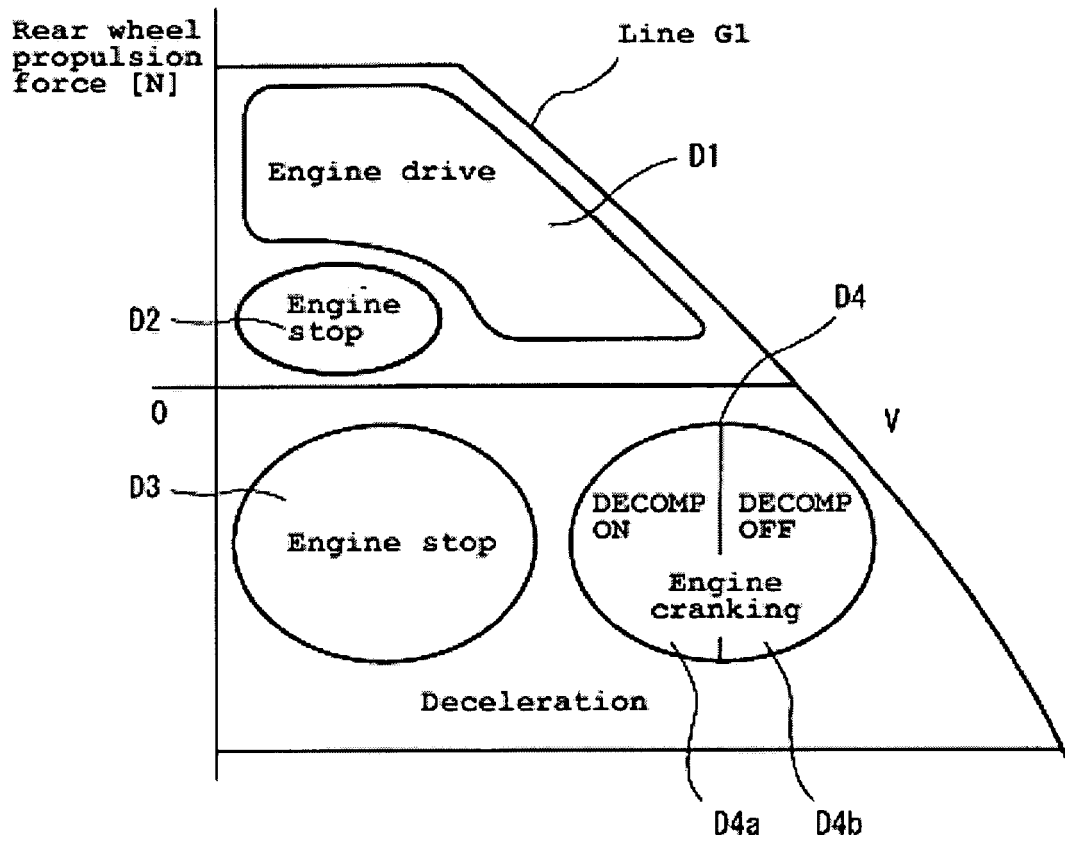 Rear wheel
propulsion
force [N]
Line G1
D1
Engine drive
D2
Engine
stop
D4
0
V
D3
Engine stop
DECOMP
ON
DECOMP
OFF
Engine
cranking
Deceleration
D4a
D4b